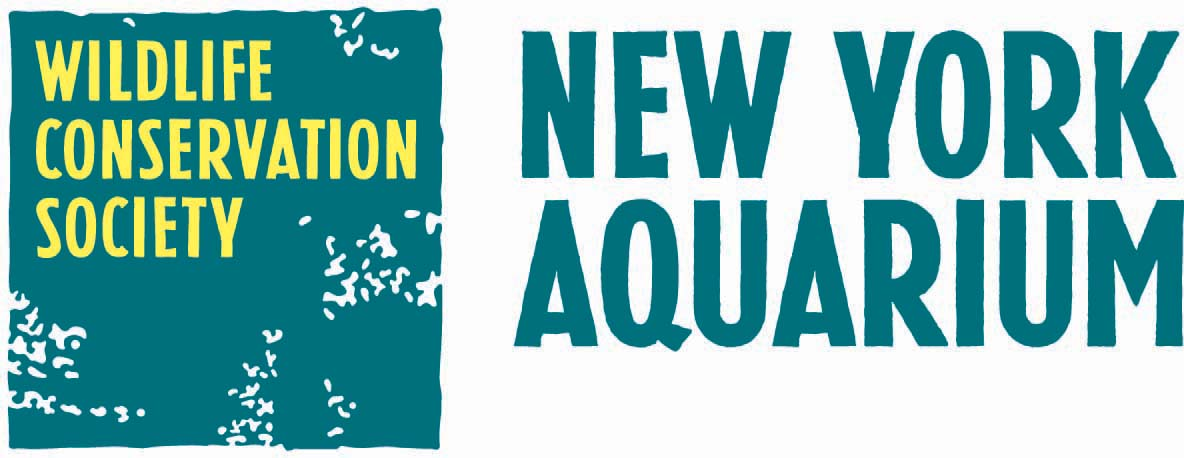 WILDLIFE
CONSERVATION
SOCIETY
NEW YORK
AQUARIUM